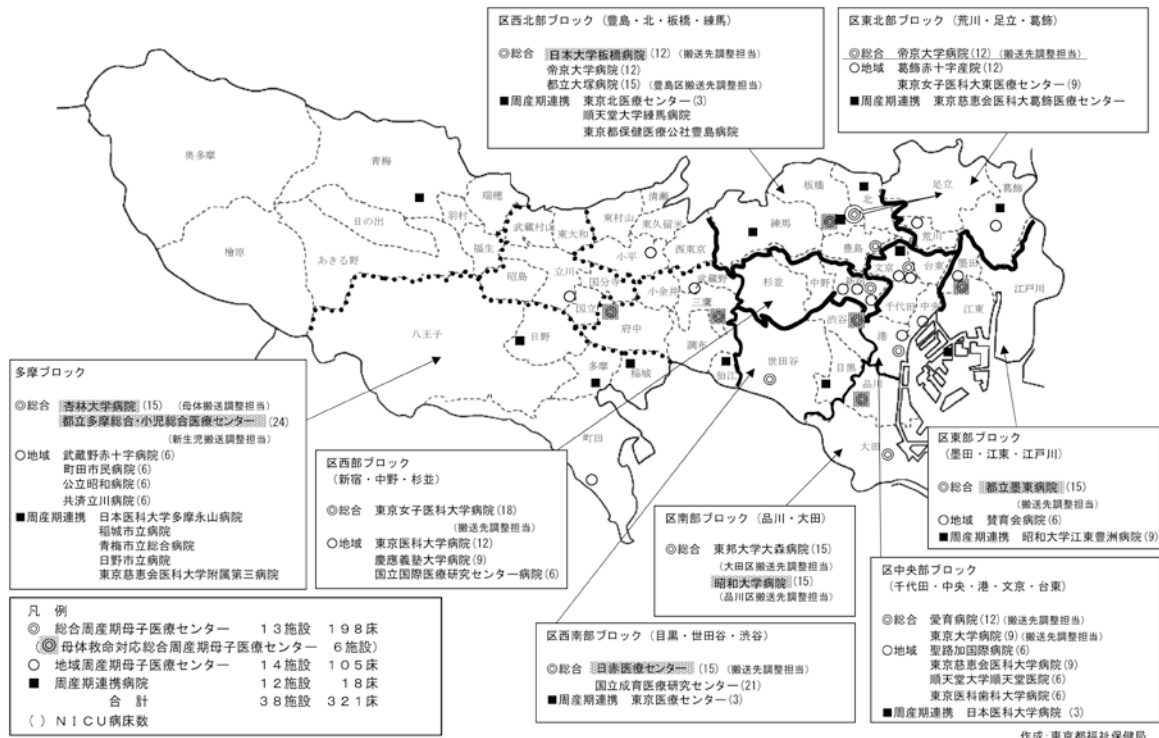 区西北部ブロック (豊島・北・板橋・練馬)
◎総合 日本大学板橋病院(12) (搬送先調整担当)
帝京大学病院(12)
都立大塚病院(15) (豊島区搬送先調整担当)
■周産期連携 東京北医療センター(3)
順天堂大学練馬病院
東京都保健医療公社豊島病院
区東北部ブロック (荒川・足立・葛飾)
◎総合 帝京大学病院(12) (搬送先調整担当)
○地域 葛飾赤十字産院(12)
東京女子医科大東医療センター(9)
■周産期連携 東京慈恵会医科大葛飾医療センター
奥多摩
青梅
瑞穂
羽村
日の出
檜原
あきる野
福生
武蔵村山
東大和
東村山
清瀬
東久留米
小平
西東京
昭島
立川
国分寺
小金井
武蔵野
三鷹
国立
府中
調布
八王子
日野
多摩
稲城
狛江
町田
板橋
北
足立
葛飾
練馬
豊島
荒川
文京
台東
墨田
江戸川
杉並
中野
新宿
千代田
中央
江東
渋谷
港
世田谷
目黒
品川
大田
多摩ブロック
◎総合 杏林大学病院 (15) (母体搬送調整担当)
都立多摩総合・小児総合医療センター (24)
(新生児搬送調整担当)
○地域 武蔵野赤十字病院(6)
町田市民病院(6)
公立昭和病院(6)
共済立川病院(6)
■周産期連携 日本医科大学多摩永山病院
稲城市立病院
青梅市立総合病院
日野市立病院
東京慈恵会医科大学附属第三病院
区西部ブロック
(新宿・中野・杉並)
◎総合 東京女子医科大学病院(18)
(搬送先調整担当)
○地域 東京医科大学病院(12)
慶應義塾大学病院(9)
国立国際医療研究センター病院(6)
区南部ブロック (品川・大田)
◎総合 東邦大学大森病院(15)
(大田区搬送先調整担当)
昭和大学病院(15)
(品川区搬送先調整担当)
区東部ブロック
(墨田・江東・江戸川)
◎総合 都立墨東病院 (15)
(搬送先調整担当)
○地域 賛育会病院(6)
■周産期連携 昭和大学江東豊洲病院(9)
区西南部ブロック (目黒・世田谷・渋谷)
◎総合 日赤医療センター (15) (搬送先調整担当)
国立成育医療研究センター(21)
■周産期連携 東京医療センター(3)
区中央部ブロック
(千代田・中央・港・文京・台東)
◎総合 愛育病院(12) (搬送先調整担当)
東京大学病院(9) (搬送先調整担当)
○地域 聖路加国際病院(6)
東京慈恵会医科大学病院(9)
順天堂大学順天堂医院(6)
東京医科歯科大学病院(6)
■周産期連携 日本医科大学病院 (3)
凡 例
◎ 総合周産期母子医療センター 13施設 198床
(◎ 母体救命対応総合周産期母子医療センター 6施設)
○ 地域周産期母子医療センター 14施設 105床
■ 周産期連携病院 12施設 18床
合 計 38施設 321床
( ) NICU病床数
作成:東京都福祉保健局